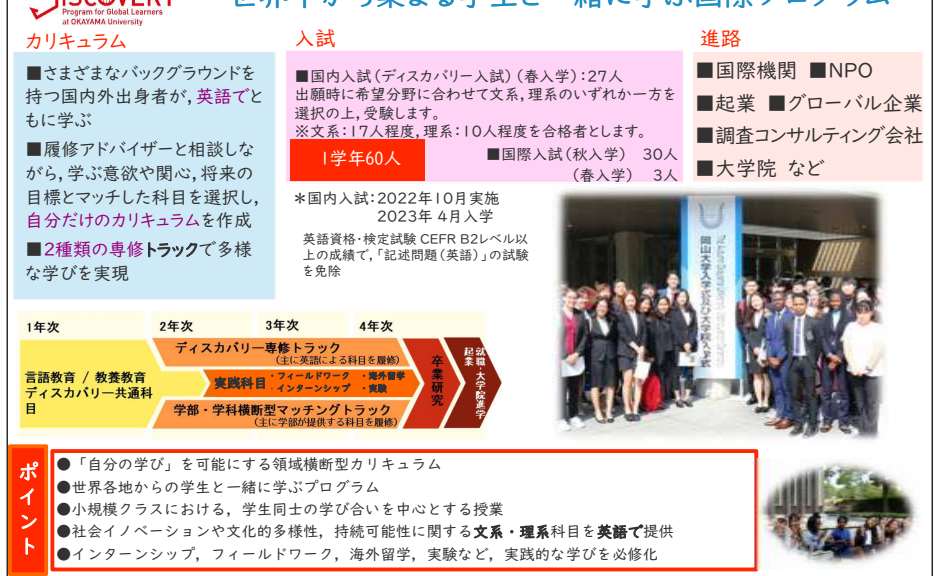 Program for Global Learners
at OKAYAMA University
カリキュラム
■さまざまなバックグラウンドを
持つ国内外出身者が,英語でと
もに学ぶ
■履修アドバイザーと相談しな
がら,学ぶ意欲や関心,将来の
目標とマッチした科目を選択し,
自分だけのカリキュラムを作成
■2種類の専修トラックで多様
な学びを実現
入試
■国内入試(ディスカバリー入試)(春入学):27人
出願時に希望分野に合わせて文系,理系のいずれか一方を
選択の上,受験します。
※文系:17人程度,理系:10人程度を合格者とします。
1学年60人
■国際入試(秋入学) 30人
(春入学) 3人
*国内入試:2022年10月実施
2023年 4月入学
英語資格・検定試験 CEFR B2レベル以
上の成績で,「記述問題(英語)」の試験
を免除
進路
■国際機関 ■NPO
■起業 ■グローバル企業
■調査コンサルティング会社
■大学院 など
岡山大学入学式及び大学院入学式
1年次 2年次 3年次 4年次
言語教育 / 教養教育
ディスカバリー共通科
目
ディスカバリー専修トラック
(主に英語による科目を履修)
実践科目 ・フィールドワーク ・海外留学
・インターンシップ ・実験
学部・学科横断型マッチングトラック
(主に学部が提供する科目を履修)
卒業研究
就職・大学院進学
起業
ポイント
●「自分の学び」を可能にする領域横断型カリキュラム
●世界各地からの学生と一緒に学ぶプログラム
●小規模クラスにおける,学生同士の学び合いを中心とする授業
●社会イノベーションや文化的多様性,持続可能性に関する文系・理系科目を英語で提供
●インターンシップ,フィールドワーク,海外留学,実験など,実践的な学びを必修化